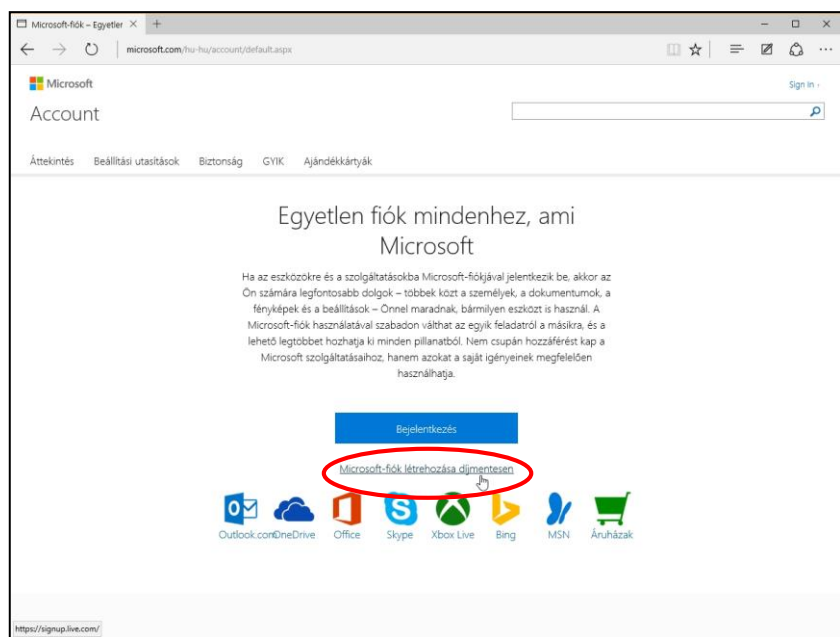 Microsoft-fiók – Egyetler
microsoft.com/hu-hu/account/default.aspx
Microsoft
Sign in
Account
Áttekintés Beállítási utasítások Biztonság GYIK Ajándékkártyák
Egyetlen fiók mindenhez, ami
Microsoft
Ha az eszközökre és a szolgáltatásokba Microsoft-fiókjával jelentkezik be, akkor az
Ön számára legfontosabb dolgok – többek közt a személyek, a dokumentumok, a
fényképek és a beállítások – Önnel maradnak, bármilyen eszközt is használ. A
Microsoft-fiók használatával szabadon válthat az egyik feladatról a másikra, és a
lehető legtöbbet hozhatja ki minden pillanatból. Nem csupán hozzáférést kap a
Microsoft szolgáltatásaihoz, hanem azokat a saját igényeinek megfelelően
használhatja.
Bejelentkezés
Microsoft-fiók létrehozása díjmentesen
Outlook.com OneDrive Office Skype Xbox Live Bing MSN Áruházak
https://signup.live.com/